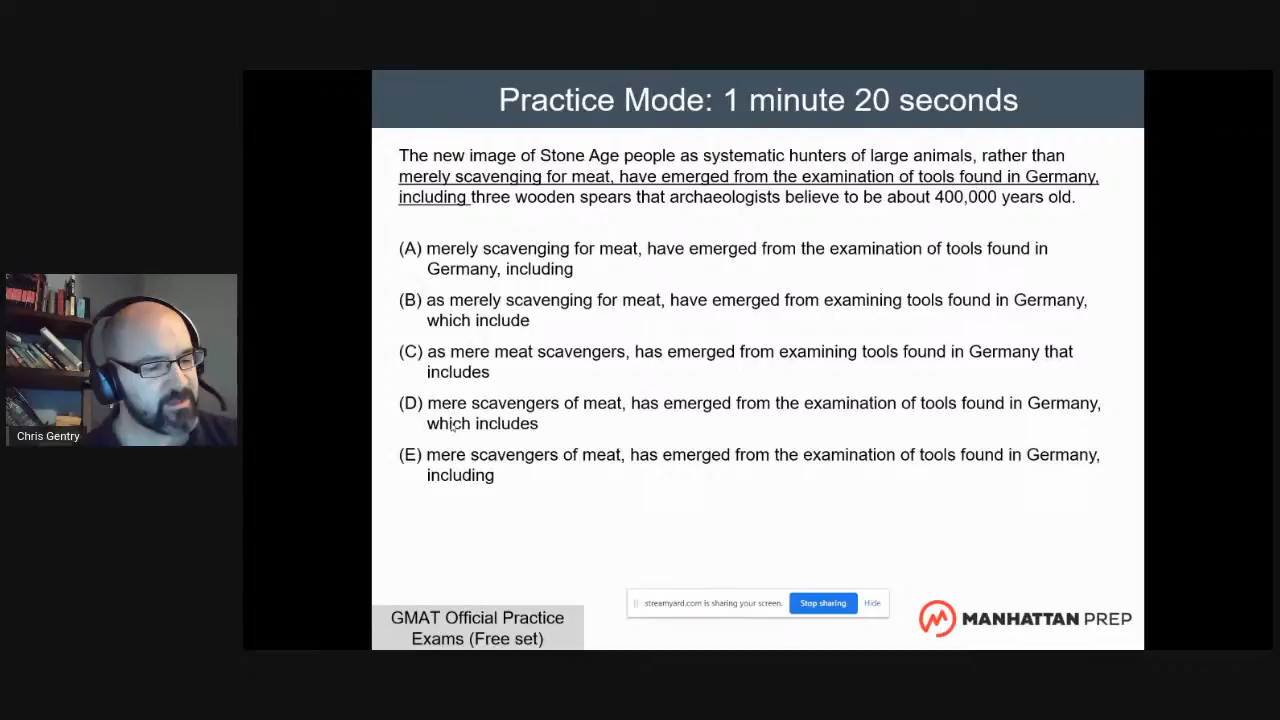 Practice Mode: 1 minute 20 seconds
The new image of Stone Age people as systematic hunters of large animals, rather than
merely scavenging for meat, have emerged from the examination of tools found in Germany,
including three wooden spears that archaeologists believe to be about 400,000 years old.
(A) merely scavenging for meat, have emerged from the examination of tools found in
Germany, including
(B) as merely scavenging for meat, have emerged from examining tools found in Germany,
which include
(C) as mere meat scavengers, has emerged from examining tools found in Germany that
includes
(D) mere scavengers of meat, has emerged from the examination of tools found in Germany,
which includes
(E) mere scavengers of meat, has emerged from the examination of tools found in Germany,
including
Chris Gentry
streamyard.com is sharing your screen. Stop sharing Hide
GMAT Official Practice
Exams (Free set)
MANHATTAN PREP